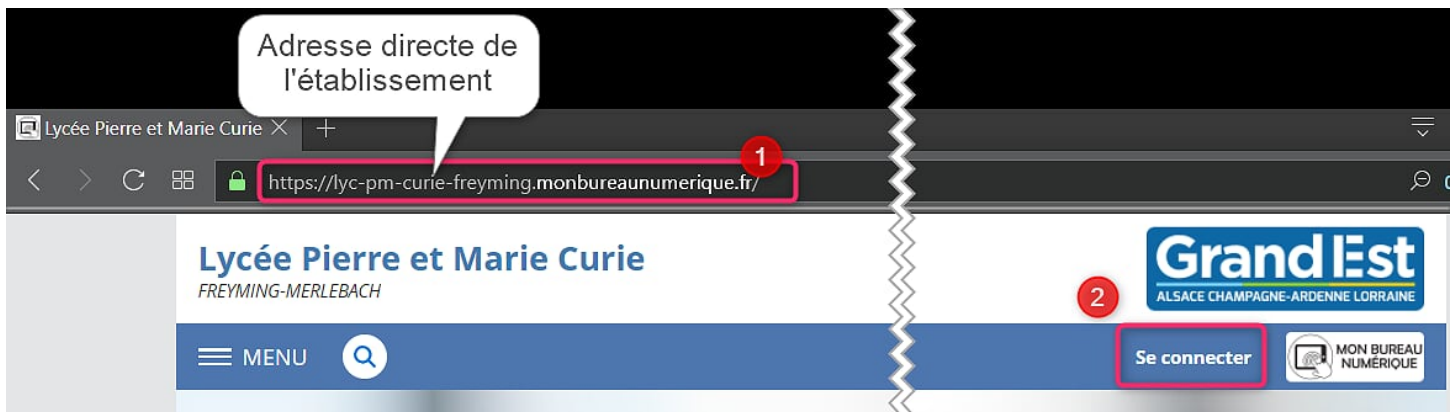 Adresse directe de
l'établissement
Lycée Pierre et Marie Curie
1
https://lyc-pm-curie-freyming.monbureaunumerique.fr/
Lycée Pierre et Marie Curie
FREYMING-MERLEBACH
Grand Est
ALSACE CHAMPAGNE-ARDENNE LORRAINE
2
MENU
Se connecter
MON BUREAU
NUMÉRIQUE